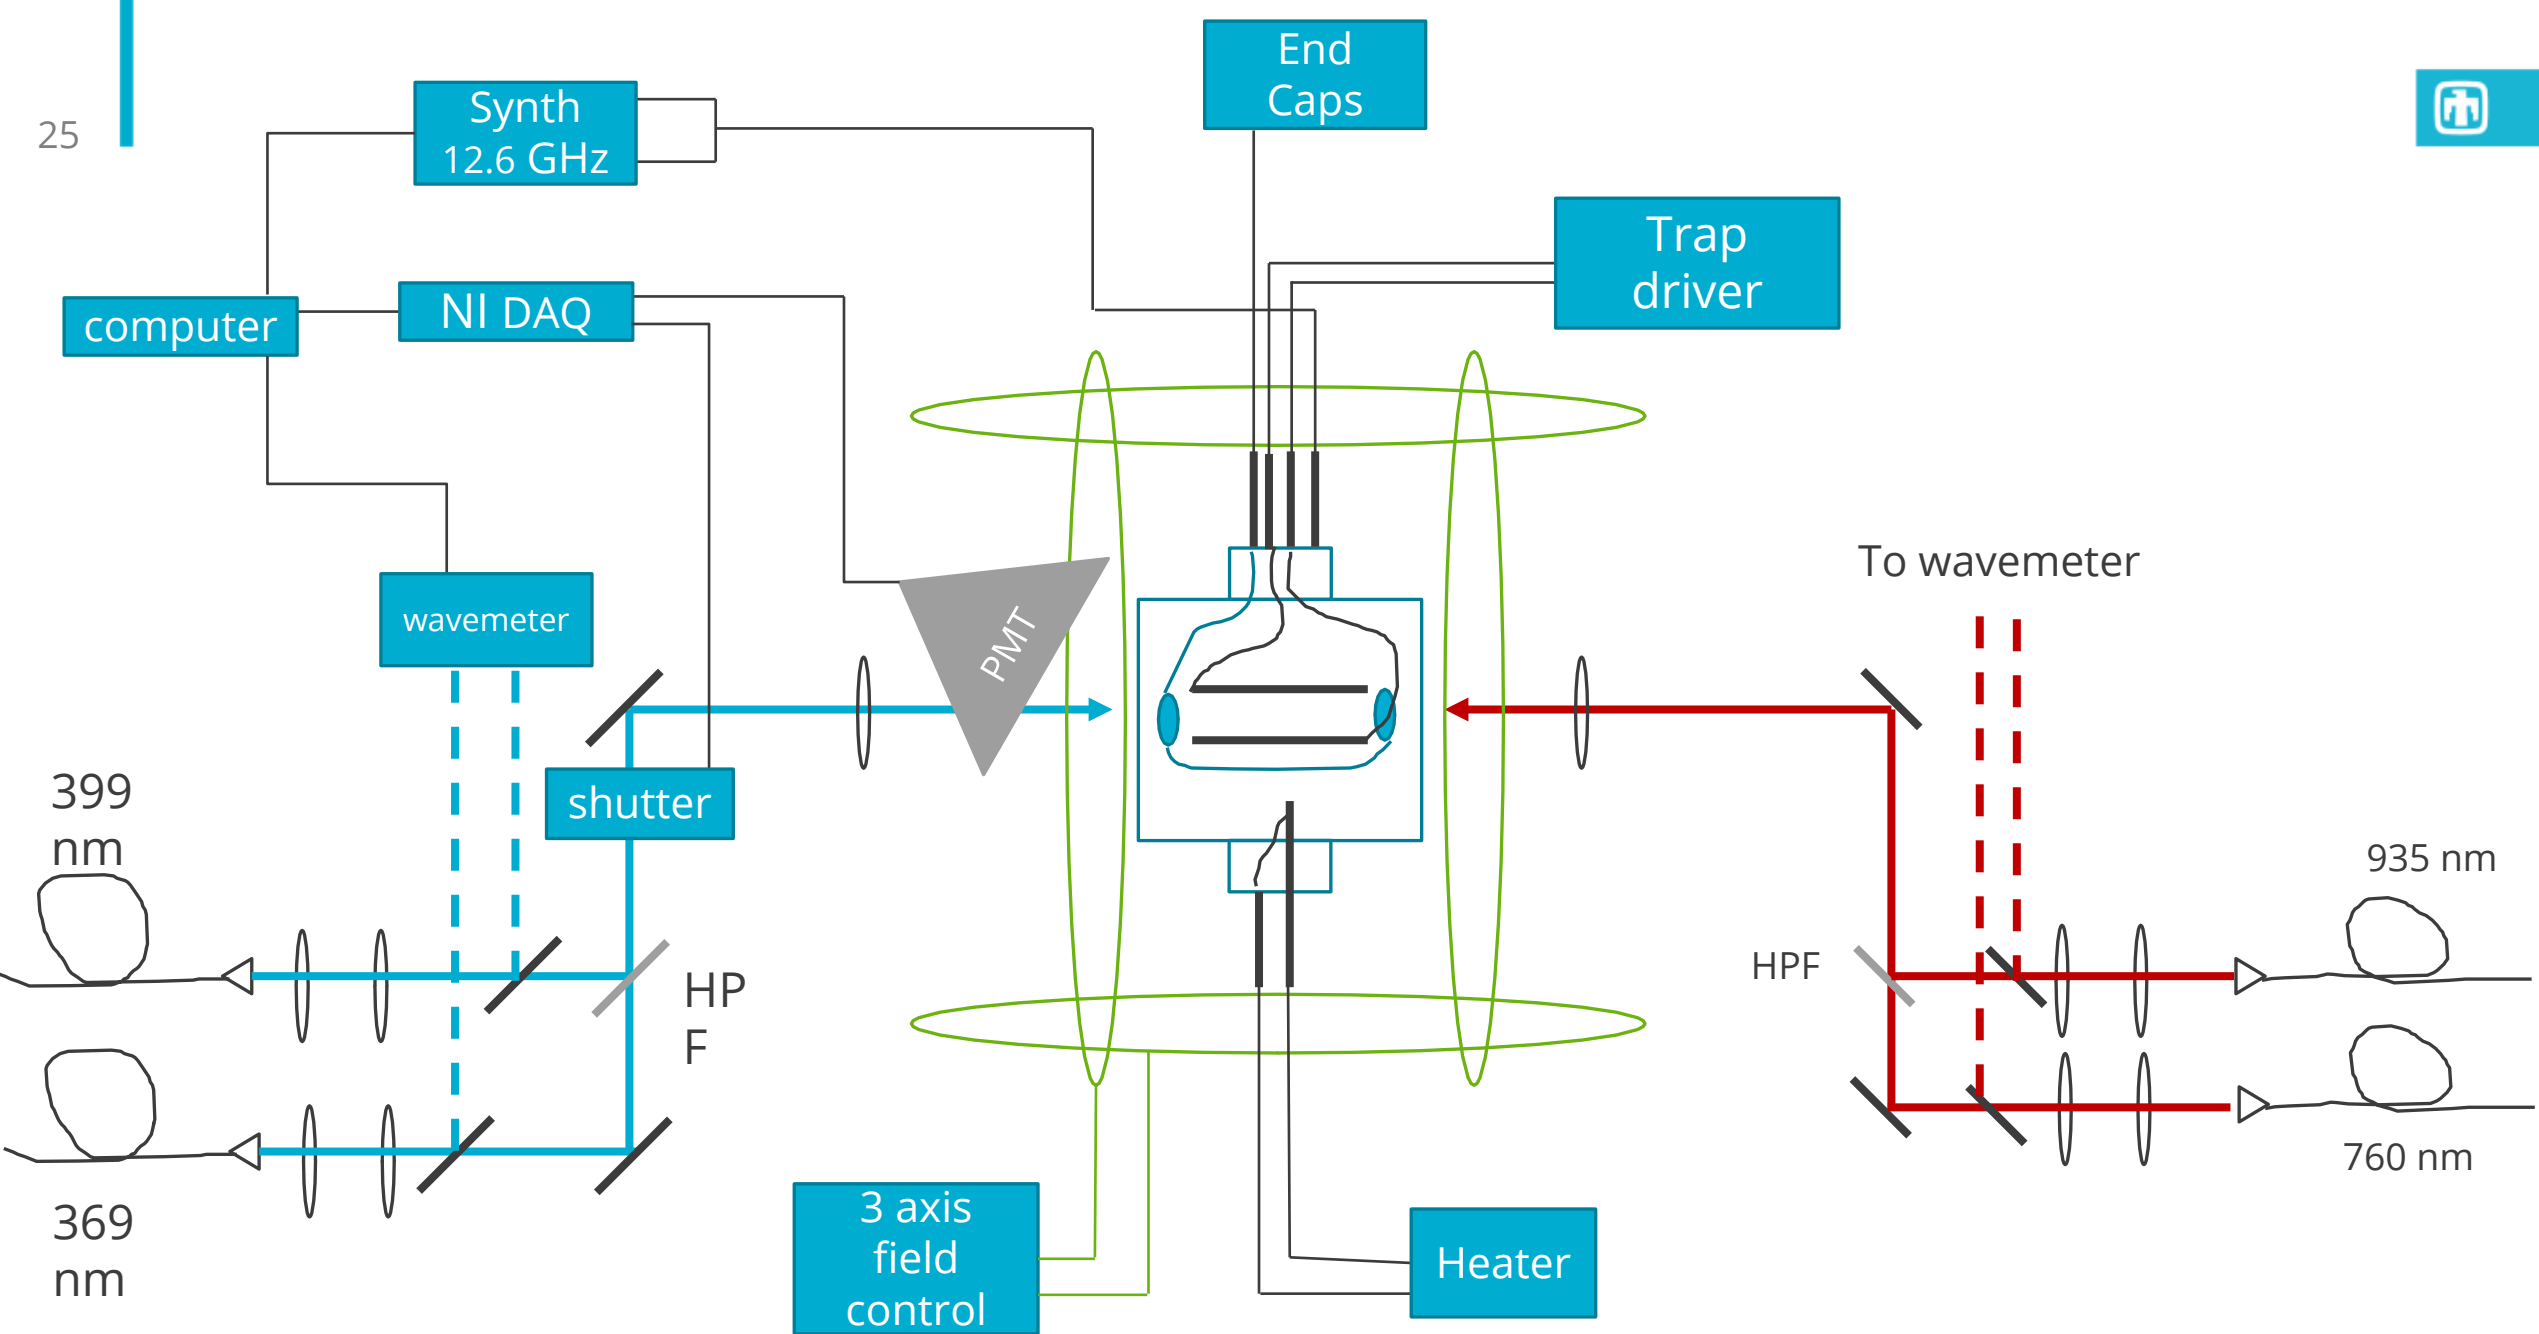 25
End
Caps
Synth
12.6 GHz
Trap
driver
computer
NI DAQ
To wavemeter
wavemeter
PMT
399
nm
shutter
935 nm
HPF
HP
F
760 nm
369
nm
3 axis
field
control
Heater